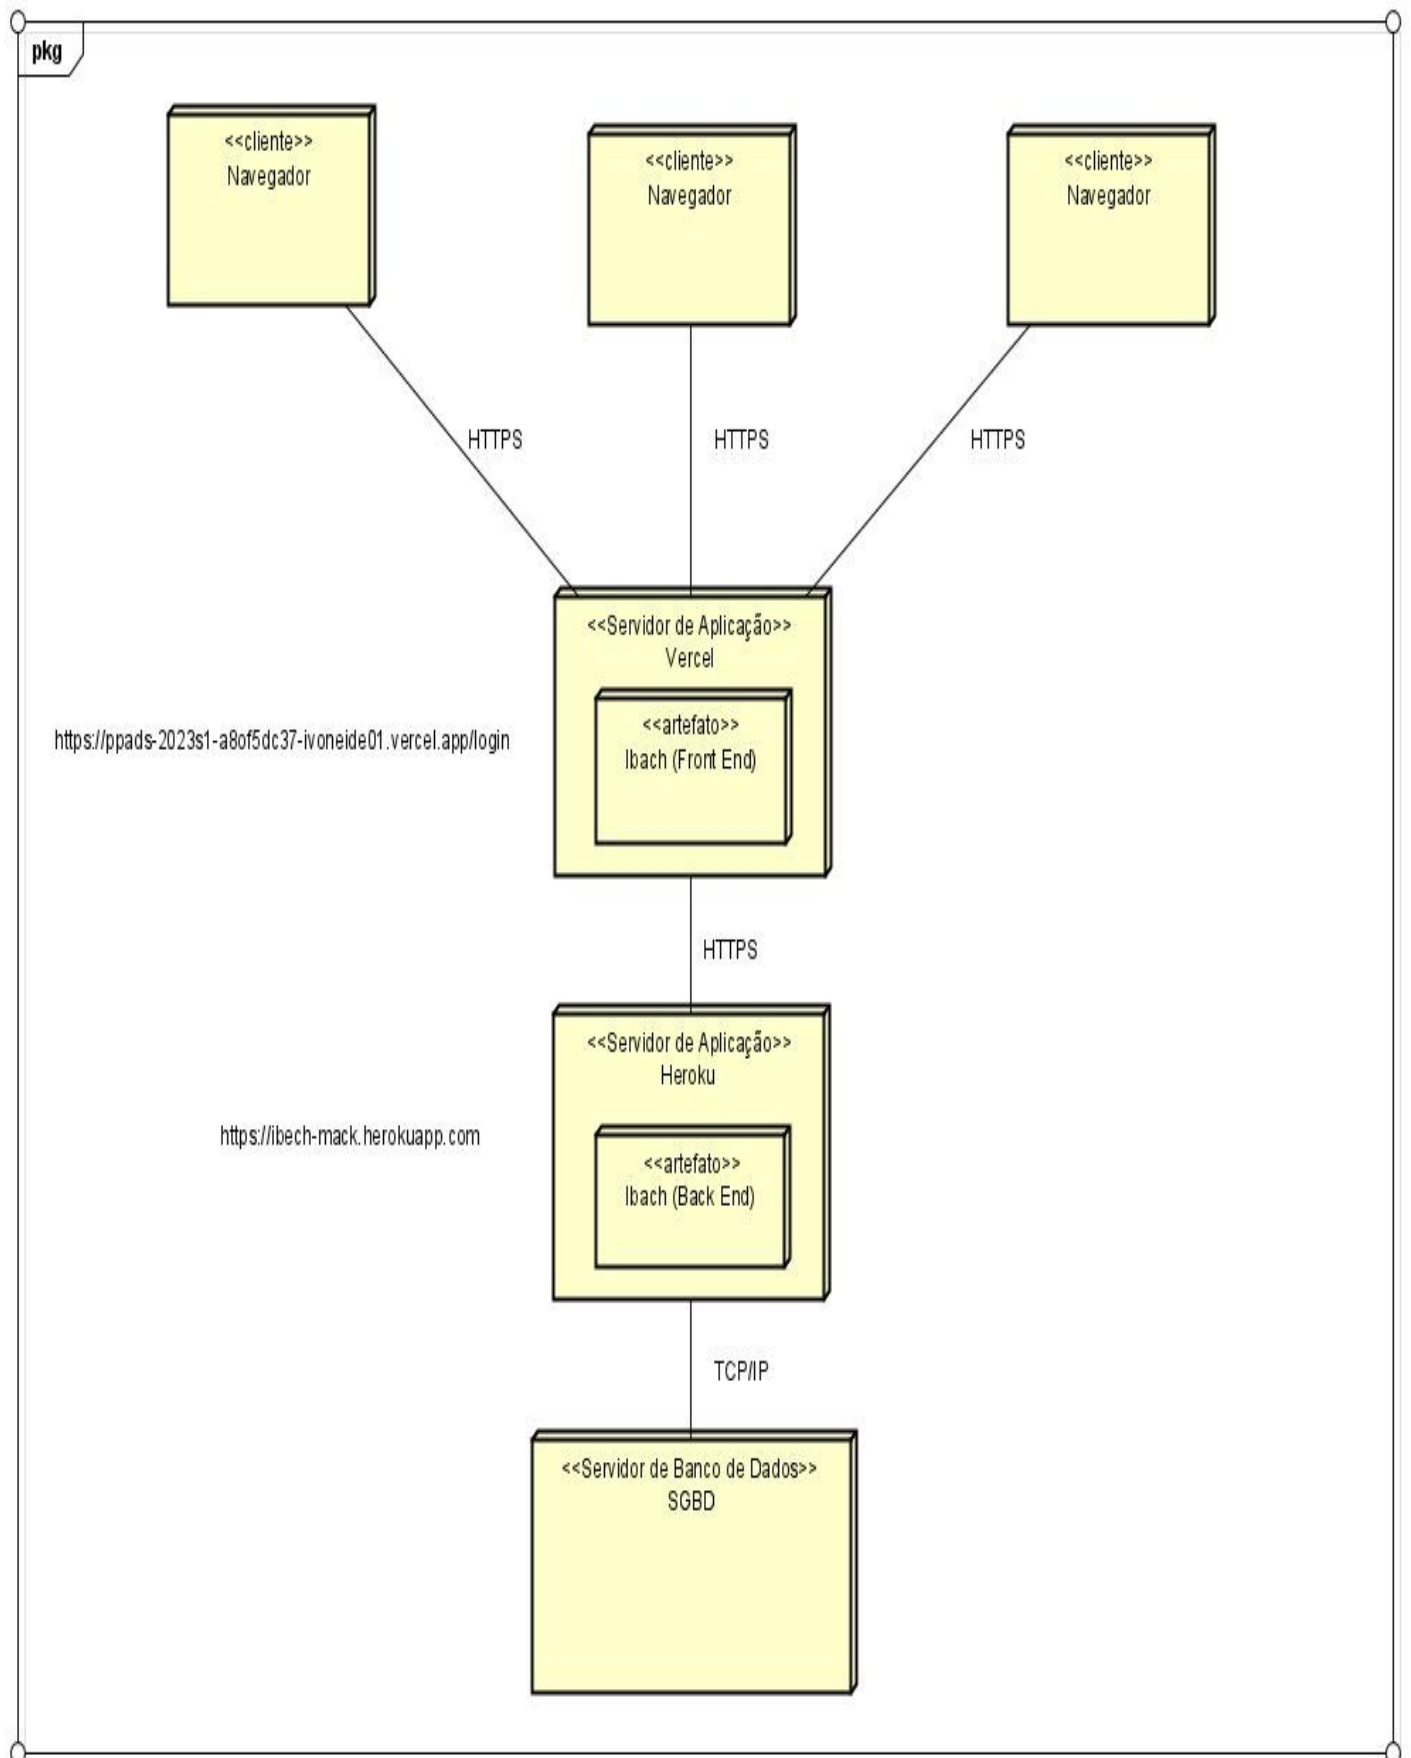 pkg
<<cliente>>
Navegador
<<cliente>>
Navegador
<<cliente>>
Navegador
HTTPS
HTTPS
HTTPS
<<Servidor de Aplicação>>
Vercel
<<artefato>>
Ibach (Front End)
https://ppads-2023s1-a8of5dc37-ivoneide01.vercel.app/login
HTTPS
<<Servidor de Aplicação>>
Heroku
https://ibech-mack.herokuapp.com
<<artefato>>
Ibach (Back End)
TCP/IP
<<Servidor de Banco de Dados>>
SGBD